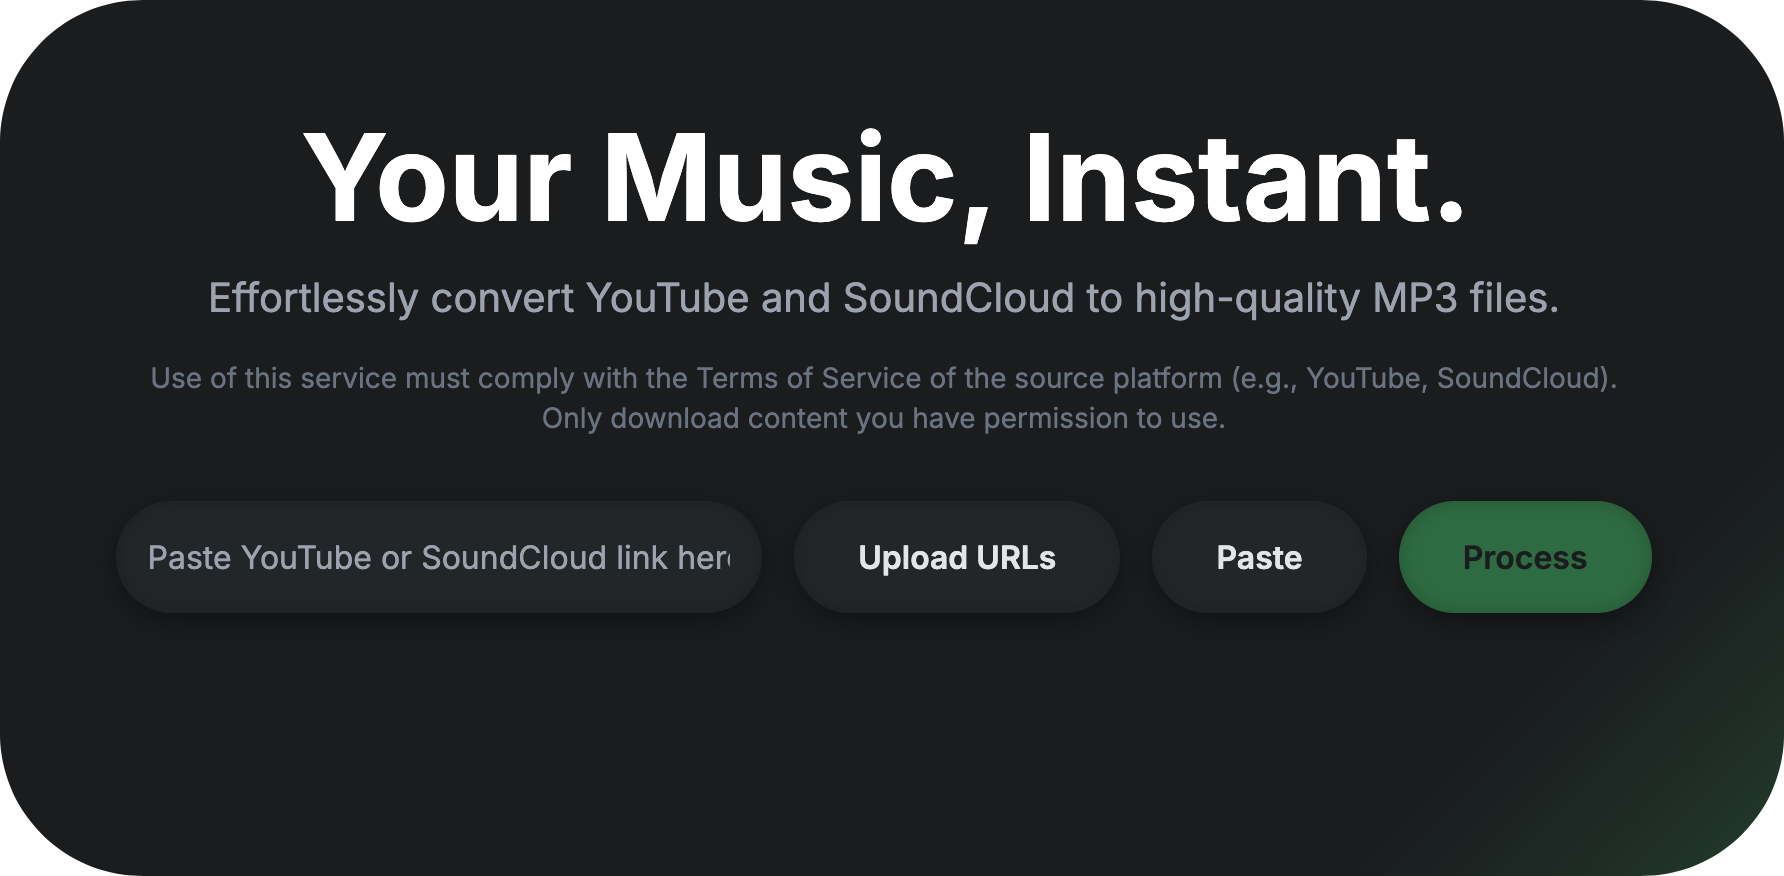 Your Music, Instant.
Effortlessly convert YouTube and SoundCloud to high-quality MP3 files.
Use of this service must comply with the Terms of Service of the source platform (e.g., YouTube, SoundCloud).
Only download content you have permission to use.
Paste YouTube or SoundCloud link here
Upload URLs
Paste
Process